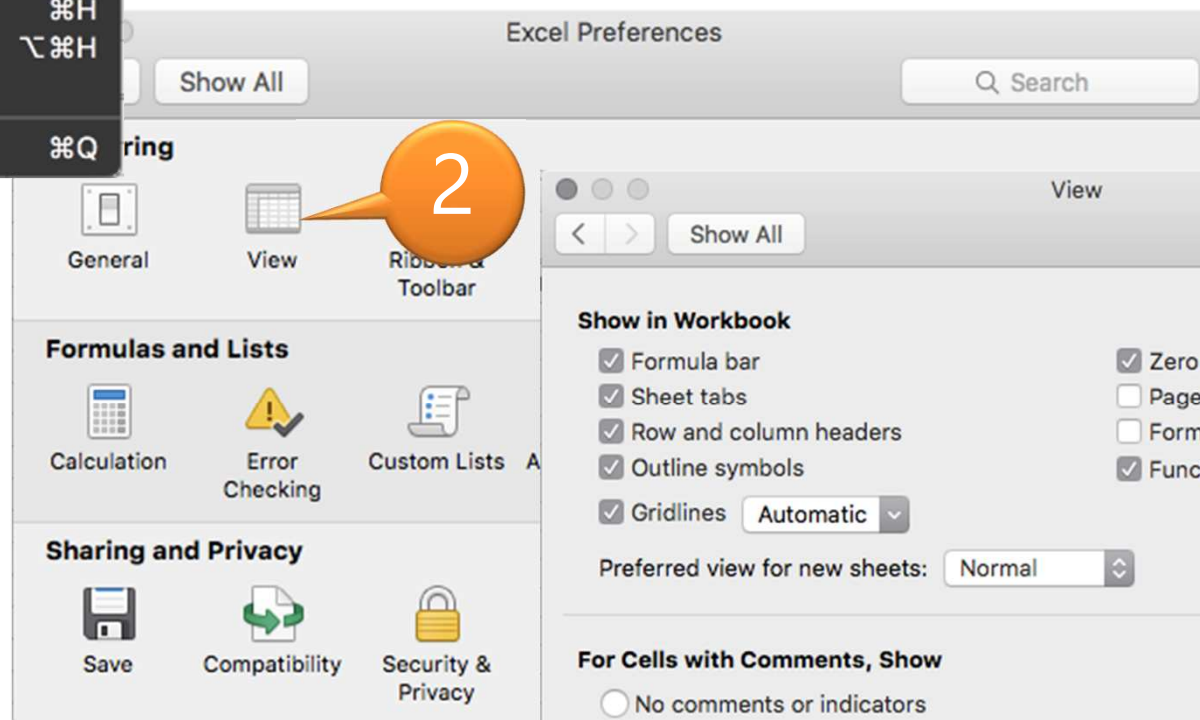 ⌘H
⌥⌘H
⌘Q
Excel Preferences
Show All
Search
ring
2
General
View
Ribbon &
Toolbar
Formulas and Lists
Calculation
Error
Checking
Custom Lists
A
Sharing and Privacy
Save
Compatibility
Security &
Privacy
View
Show All
Show in Workbook
Formula bar
Sheet tabs
Row and column headers
Outline symbols
Gridlines Automatic
Zero
Page
Form
Func
Preferred view for new sheets: Normal
For Cells with Comments, Show
No comments or indicators